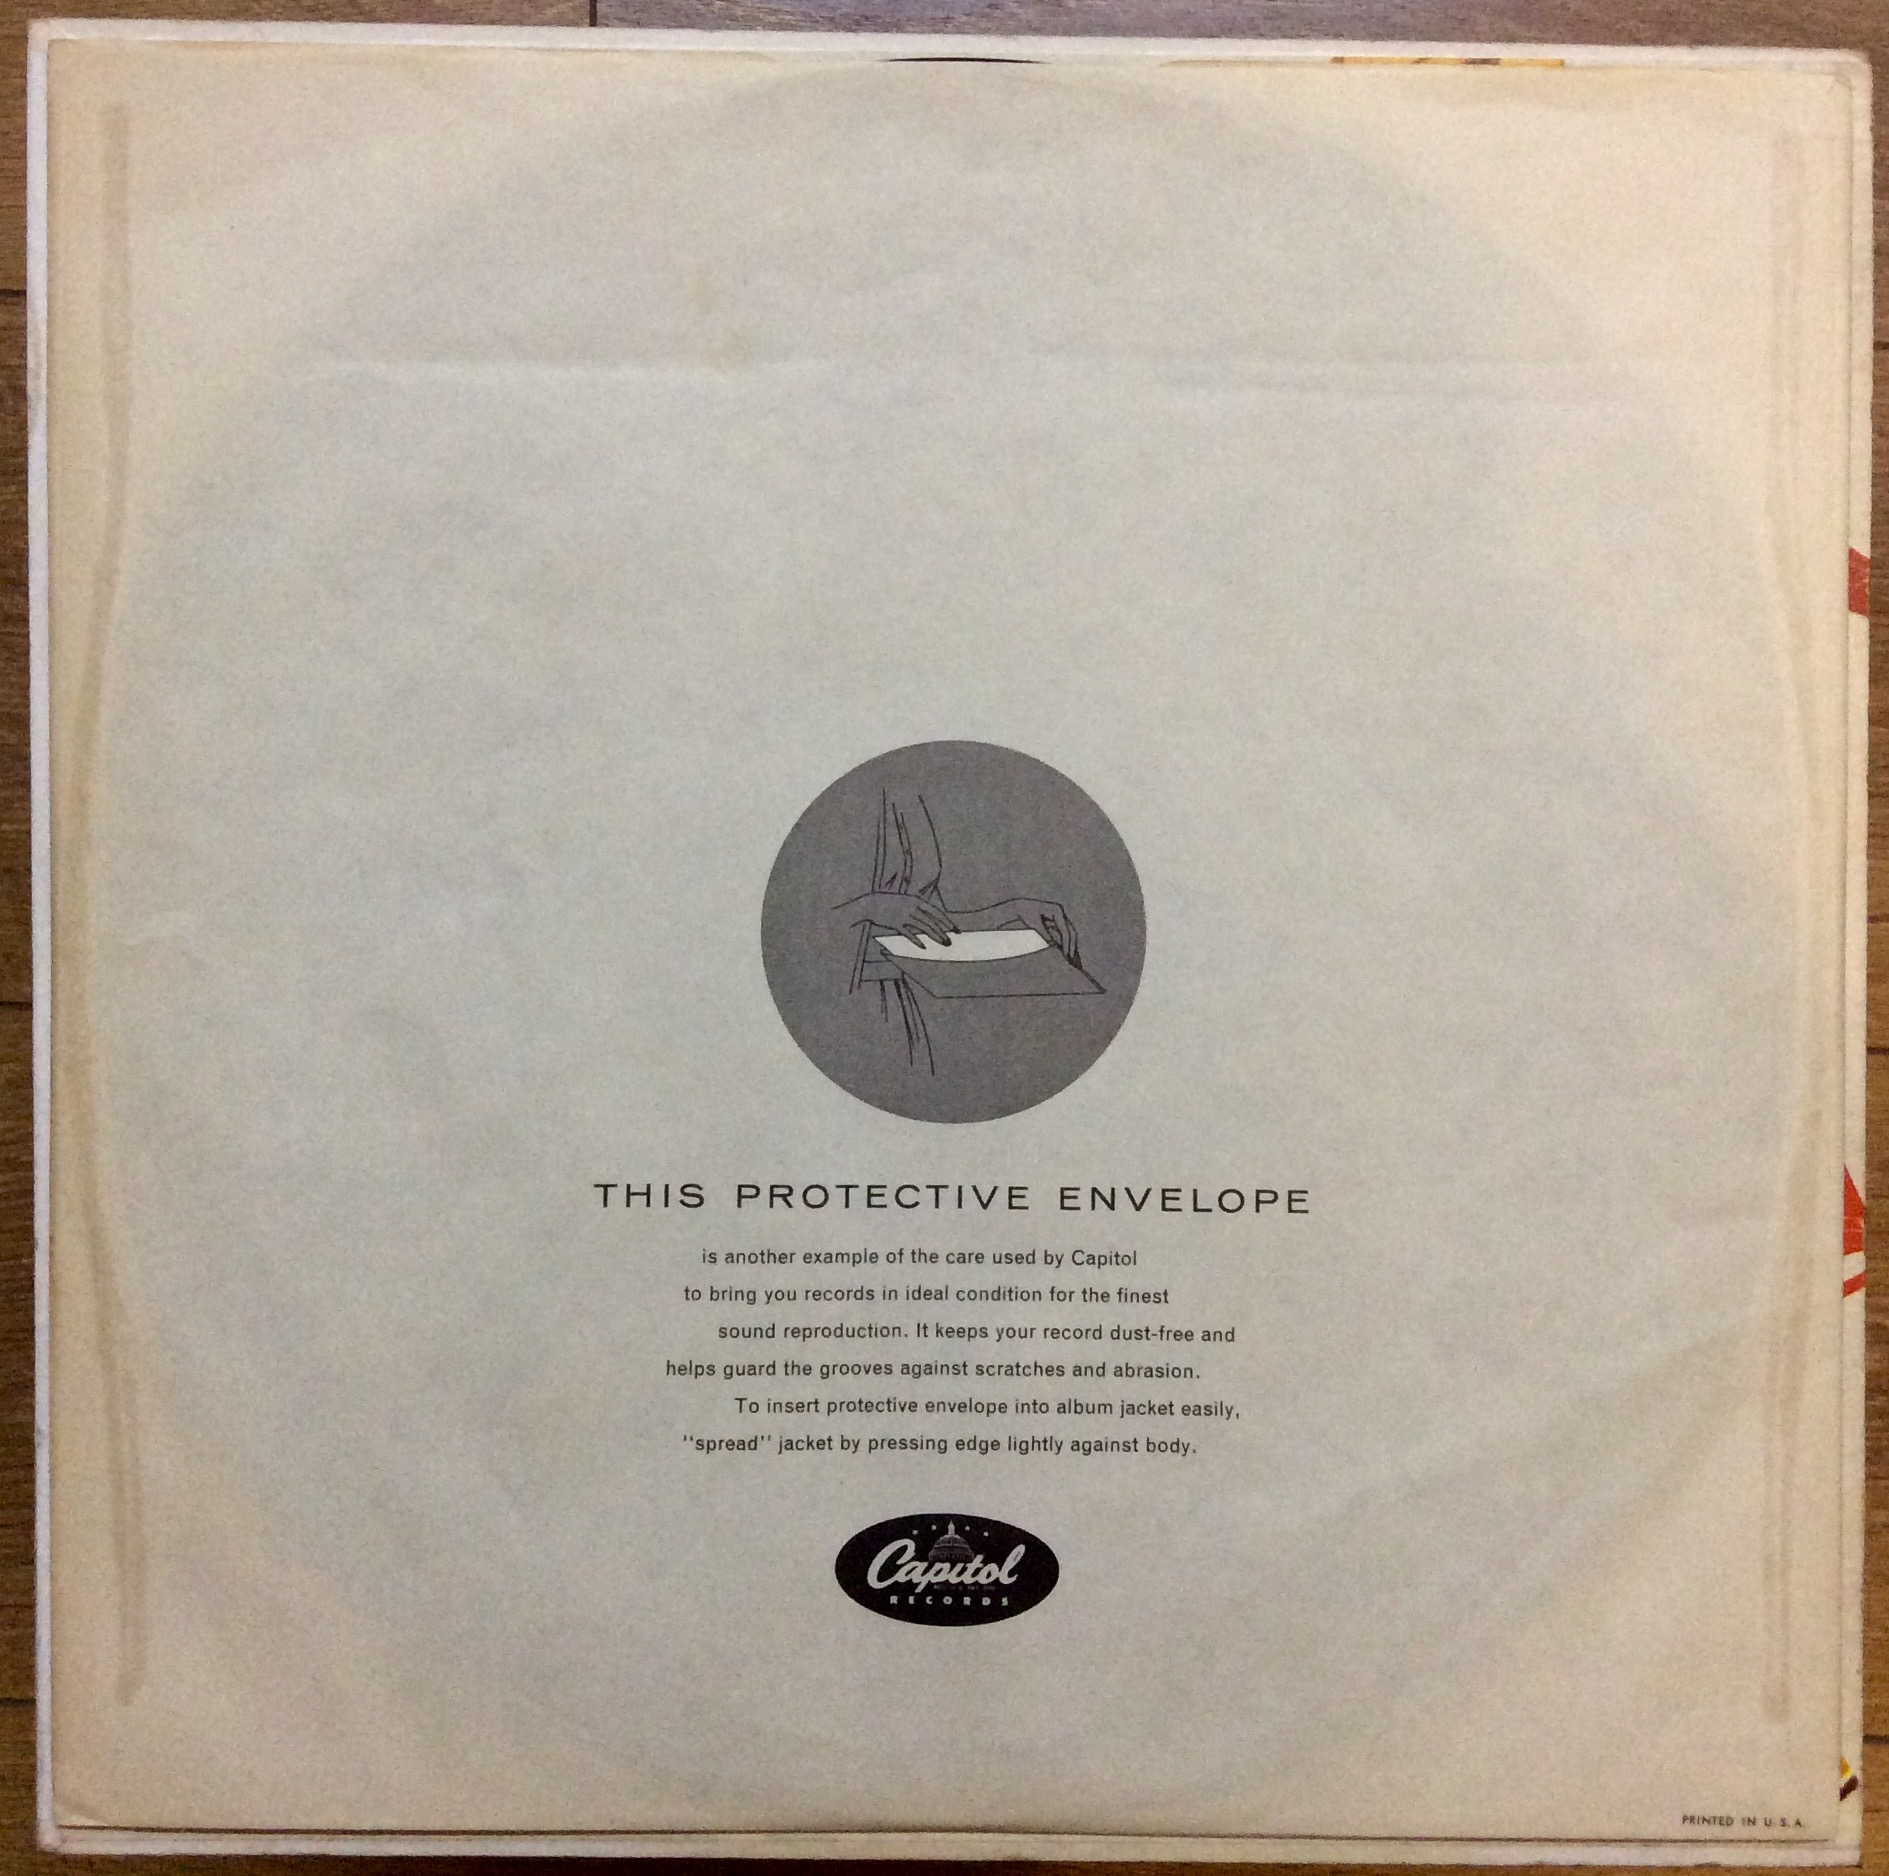 THIS PROTECTIVE ENVELOPE
is another example of the care used by Capitol
to bring you records in ideal condition for the finest
sound reproduction. It keeps your record dust-free and
helps guard the grooves against scratches and abrasion.
To insert protective envelope into album jacket easily,
"spread" jacket by pressing edge lightly against body.
Capitol
RECORDS
PRINTED IN U. S. A.